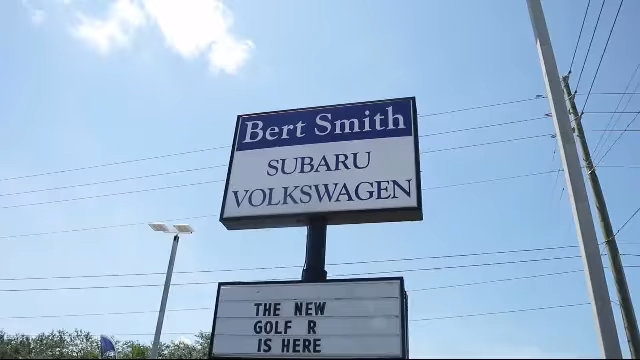 Bert Smith
SUBARU
VOLKSWAGEN
THE NEW
GOLF R
IS HERE